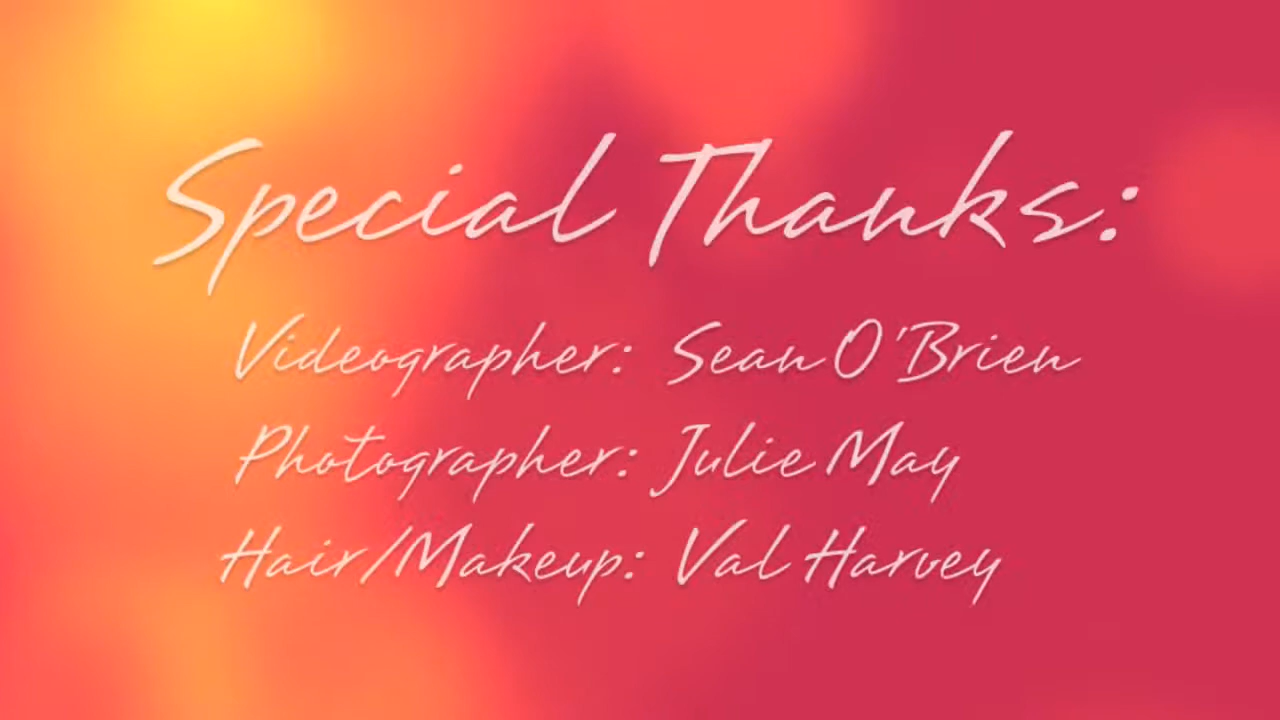 Special Thanks:
Videographer: Sean O'Brien
Photographer: Julie May
Hair/Makeup: Val Harvey